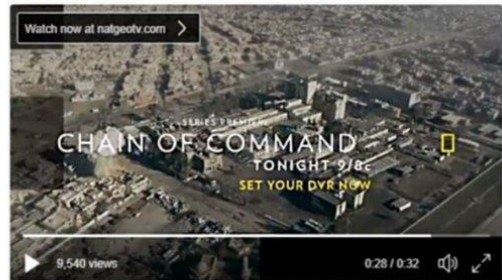 Watch now at natgeotv.com
SERIES PREMIERE
CHAIN OF COMMAND
TONIGHT 9/8c
SET YOUR DVR NOW
9,540 views
0:28 / 0:32